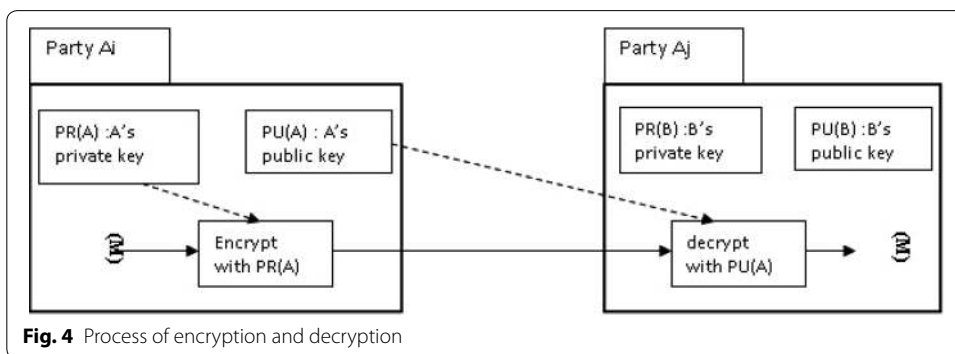 Party Ai
Party Aj
PR(A) :A's
private key
PU(A) : A's
public key
PR(B) :B's
private key
PU(B) :B's
public key
(M)
Encrypt
with PR(A)
decrypt
with PU(A)
(M)
Fig. 4 Process of encryption and decryption